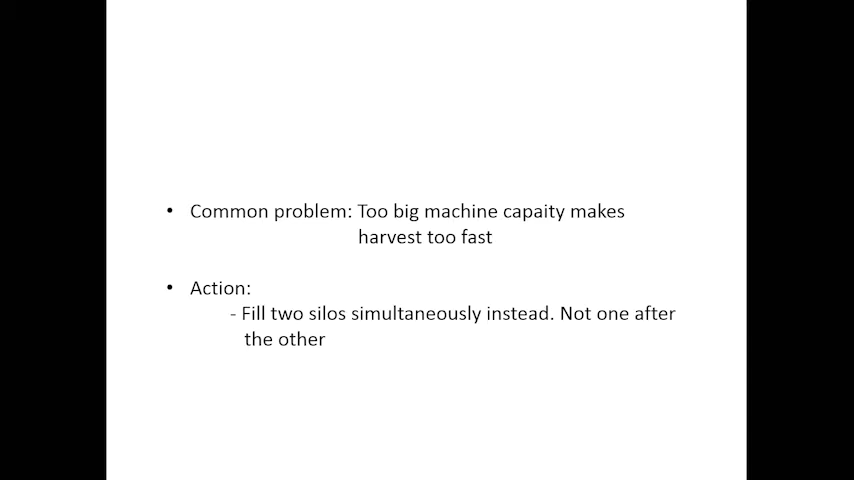 • Common problem: Too big machine capaity makes
harvest too fast
• Action:
- Fill two silos simultaneously instead. Not one after
the other